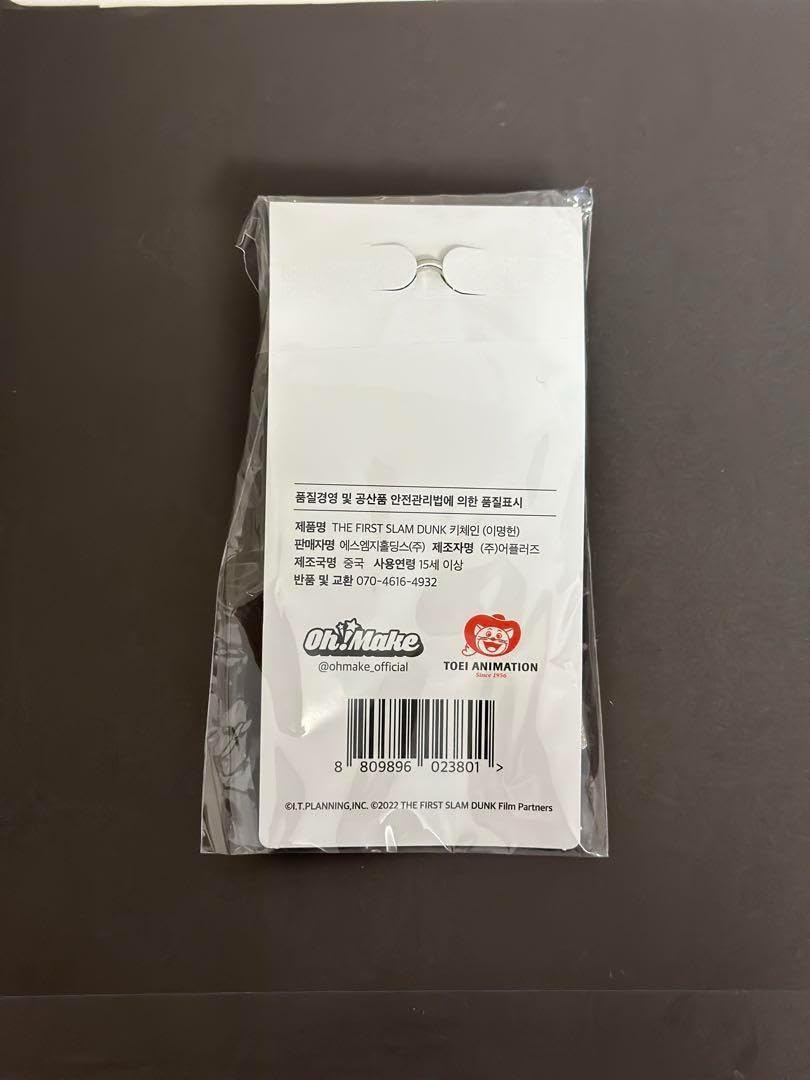 품질경영 및 공산품 안전관리법에 의한 품질표시
제품명 THE FIRST SLAM DUNK 키체인 (이명헌)
판매자명 에스엠지홀딩스(주) 제조자명 (주)어플러즈
제조국명 중국 사용연령 15세 이상
반품 및 교환 070-4616-4932
Oh!Make
@ohmake_official
TOEI ANIMATION
Since 1956
8 809896 023801 >
©I.T.PLANNING,INC. ©2022 THE FIRST SLAM DUNK Film Partners